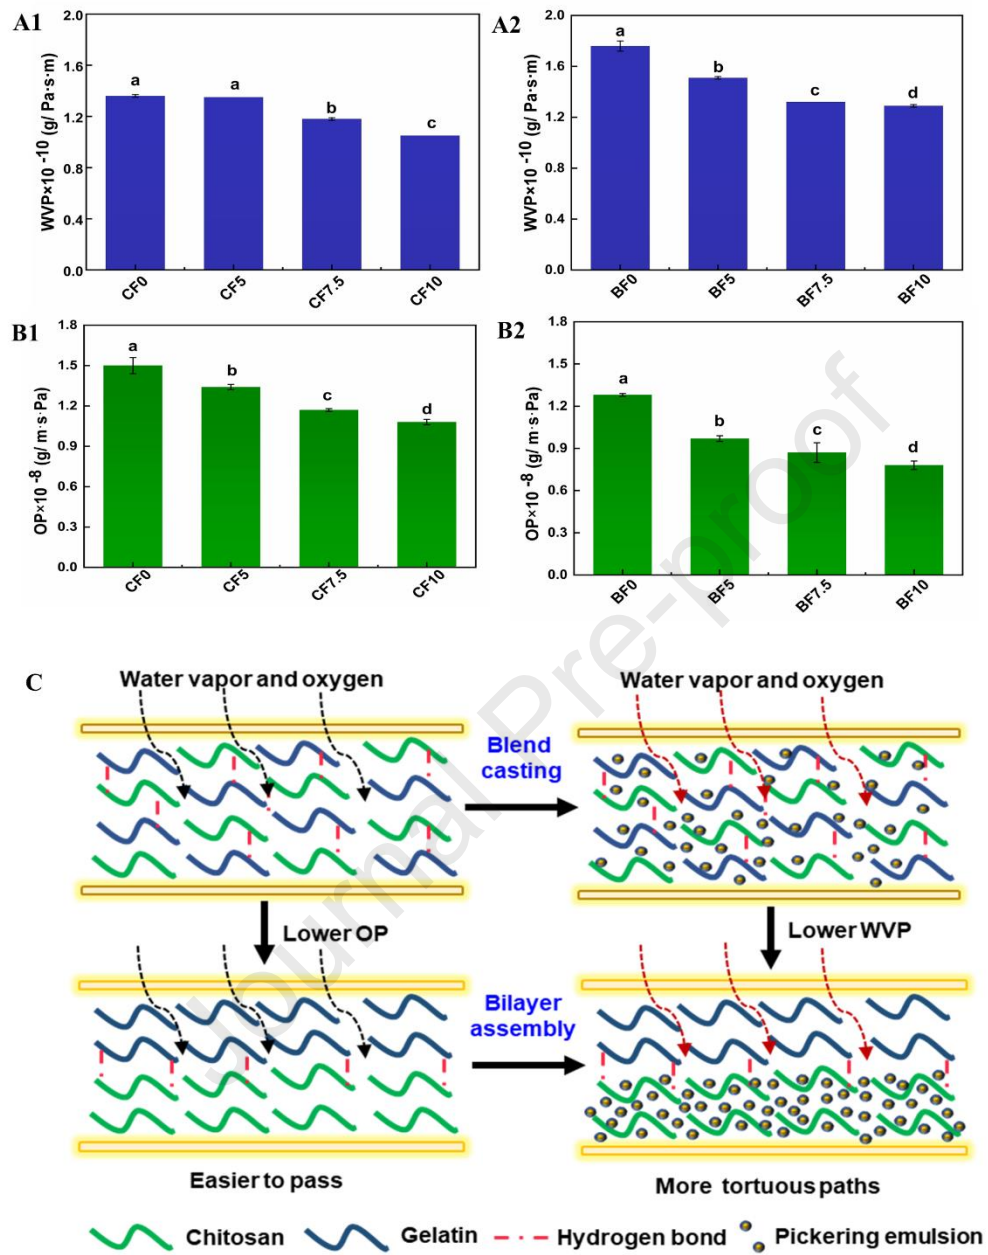 A1
WVP×10 -10 (g/ Pa·s·m)
2.0
1.6
1.2
0.8
0.4
0.0
a
a
b
c
CF0
CF5
CF7.5
CF10
A2
WVP×10 -10 (g/ Pa·s·m)
2.0
1.6
1.2
0.8
0.4
0.0
a
b
c
d
BF0
BF5
BF7.5
BF10
B1
OP×10 -8 (g/ m·s·Pa)
1.8
1.5
1.2
0.9
0.6
0.3
0.0
a
b
c
d
CF0
CF5
CF7.5
CF10
B2
OP×10 -8 (g/ m·s·Pa)
1.8
1.5
1.2
0.9
0.6
0.3
0.0
a
b
c
d
BF0
BF5
BF7.5
BF10
C
Water vapor and oxygen
Water vapor and oxygen
Blend
casting
Lower OP
Lower WVP
Bilayer
assembly
Easier to pass
More tortuous paths
Chitosan
Gelatin
Hydrogen bond
Pickering emulsion
Journal Pre-proof